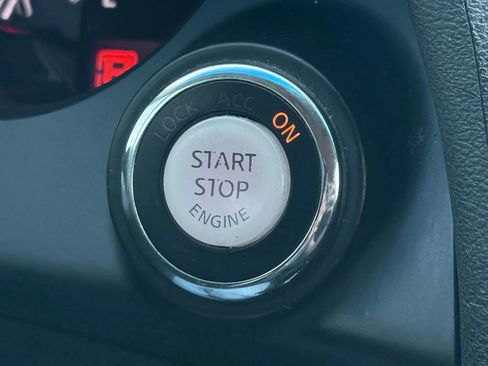 LOCK ACC ON
START
STOP
ENGINE
P